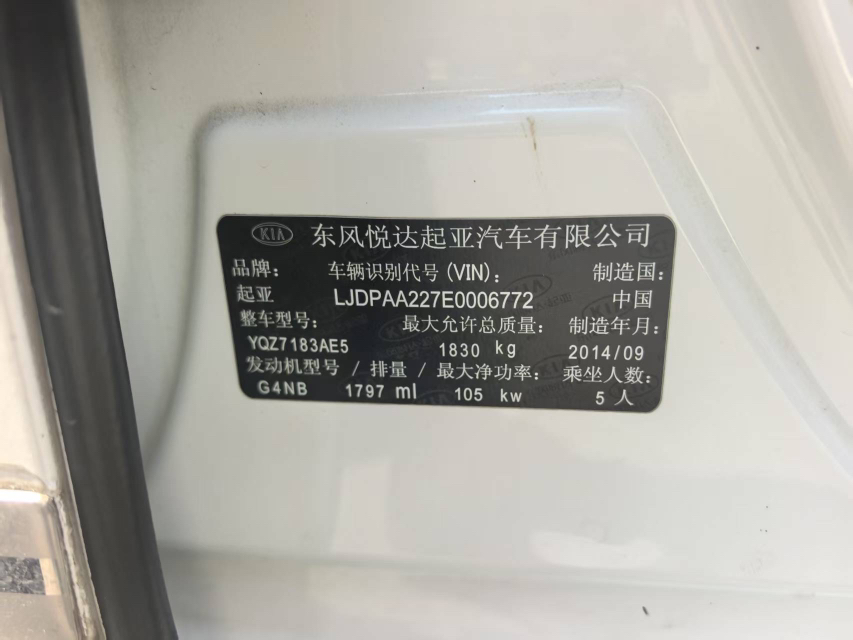 KIA 东风悦达起亚汽车有限公司
品牌： 车辆识别代号(VIN)： 制造国：
起亚 LJDPAA227E0006772 中国
整车型号： 最大允许总质量： 制造年月：
YQZ7183AE5 1830 kg 2014/09
发动机型号 / 排量 / 最大净功率： 乘坐人数：
G4NB 1797 ml 105 kw 5 人